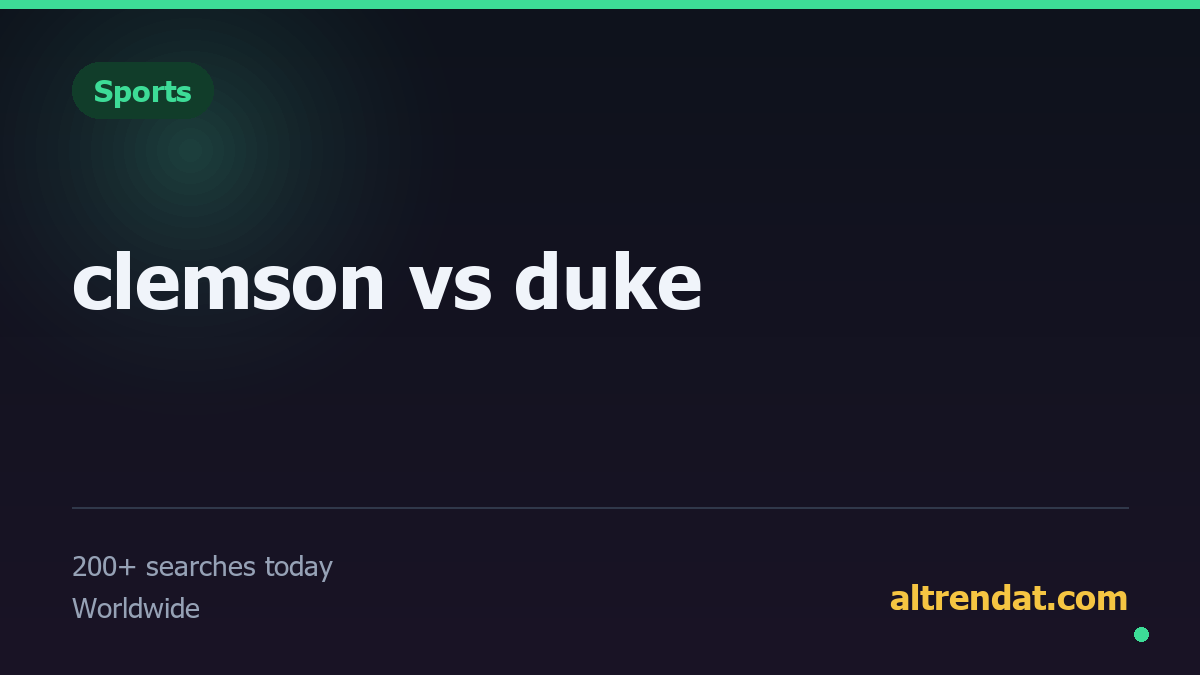 Sports
clemson vs duke
200+ searches today
Worldwide
altrendat.com